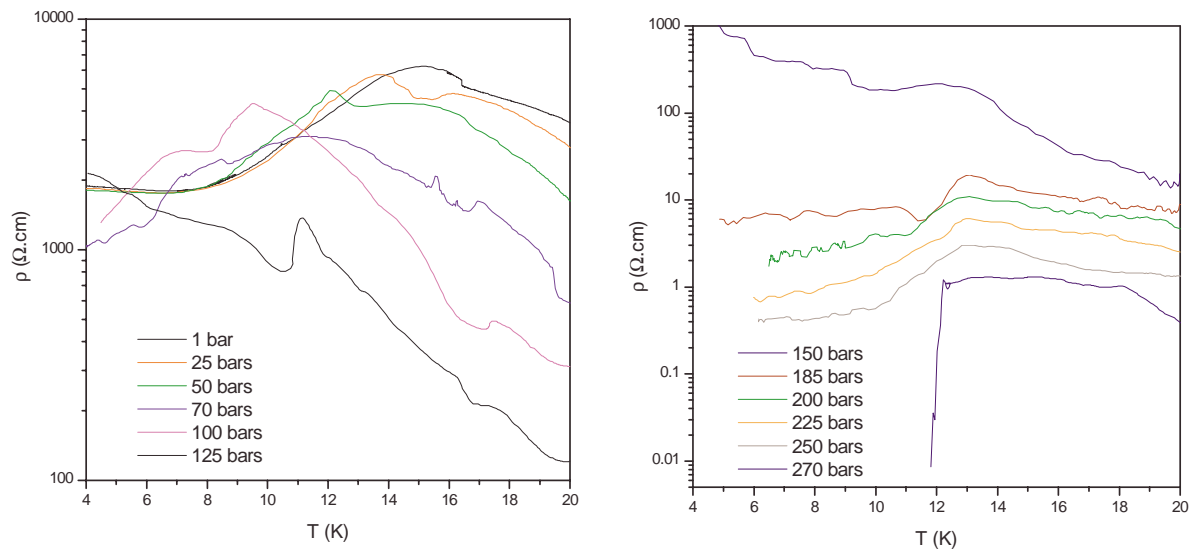 10000
1000
100
ρ (Ω.cm)
1 bar
25 bars
50 bars
70 bars
100 bars
125 bars
4 6 8 10 12 14 16 18 20
T (K)
1000
100
10
1
0.1
0.01
ρ (Ω.cm)
150 bars
185 bars
200 bars
225 bars
250 bars
270 bars
4 6 8 10 12 14 16 18 20
T (K)